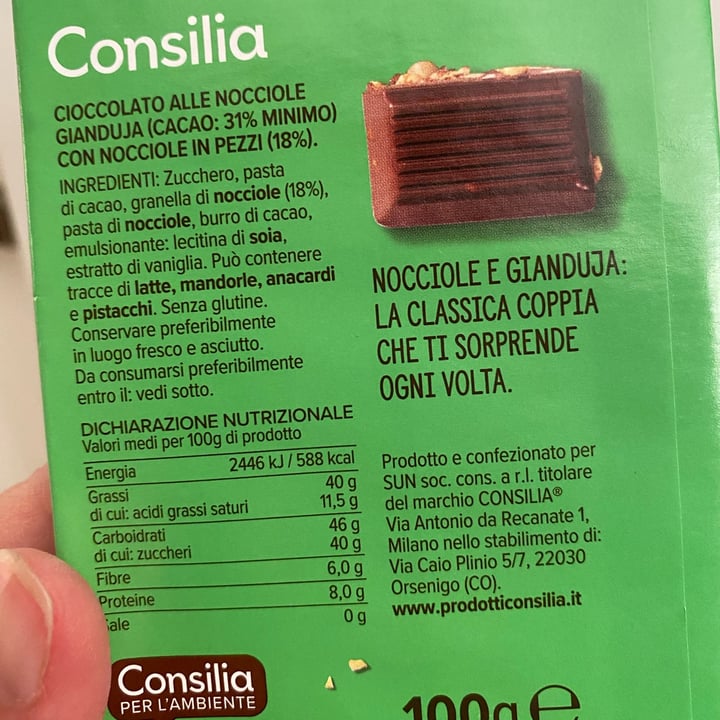 Consilia
CIOCCOLATO ALLE NOCCIOLE
GIANDUJA (CACAO: 31% MINIMO)
CON NOCCIOLE IN PEZZI (18%).
INGREDIENTI: Zucchero, pasta
di cacao, granella di nocciole (18%),
pasta di nocciole, burro di cacao,
emulsionante: lecitina di soia,
estratto di vaniglia. Può contenere
tracce di latte, mandorle, anacardi
e pistacchi. Senza glutine.
Conservare preferibilmente
in luogo fresco e asciutto.
Da consumarsi preferibilmente
entro il: vedi sotto.
DICHIARAZIONE NUTRIZIONALE
Valori medi per 100g di prodotto
Energia 2446 kJ / 588 kcal
Grassi 40 g
di cui: acidi grassi saturi 11,5 g
Carboidrati 46 g
di cui: zuccheri 40 g
Fibre 6,0 g
Proteine 8,0 g
ale 0 g
NOCCIOLE E GIANDUJA:
LA CLASSICA COPPIA
CHE TI SORPRENDE
OGNI VOLTA.
Prodotto e confezionato per
SUN soc. cons. a r.l. titolare
del marchio CONSILIA®
Via Antonio da Recanate 1,
Milano nello stabilimento di:
Via Caio Plinio 5/7, 22030
Orsenigo (CO).
www.prodotticonsilia.it
Consilia
PER L'AMBIENTE
100g e